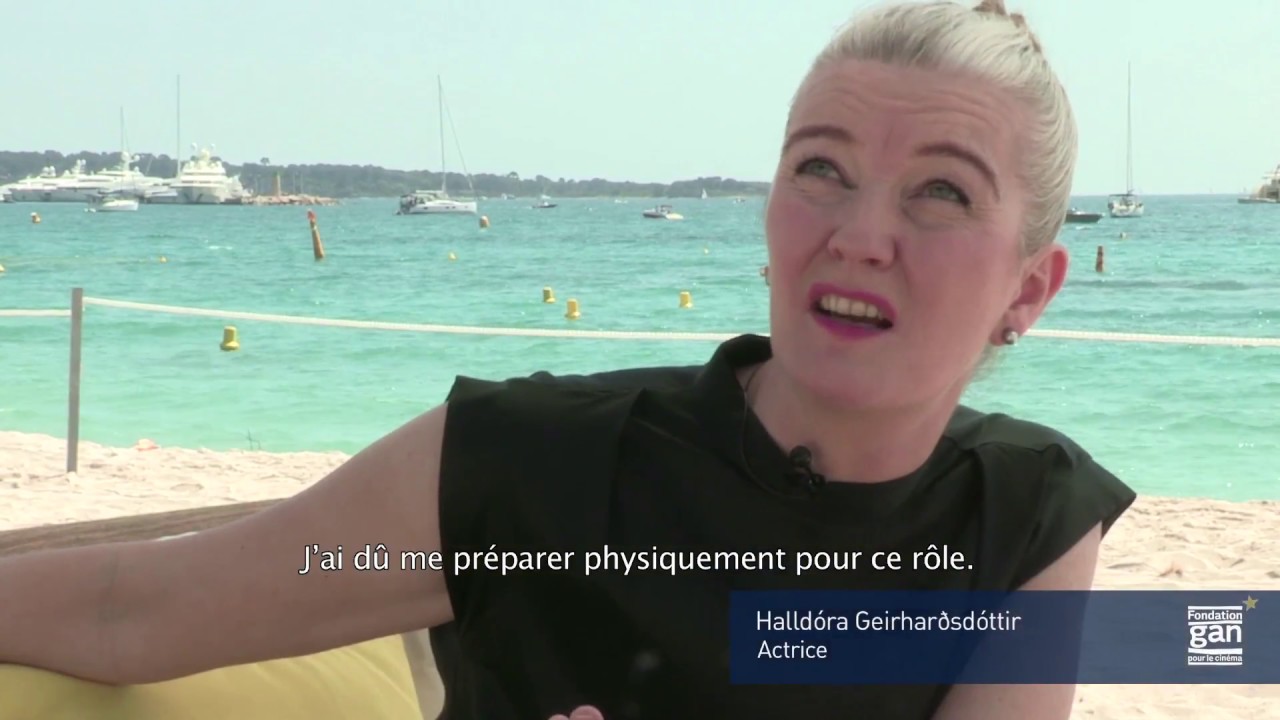 J'ai dû me préparer physiquement pour ce rôle.
Halldóra Geirharðsdóttir
Actrice
Fondation
gan
pour le cinéma